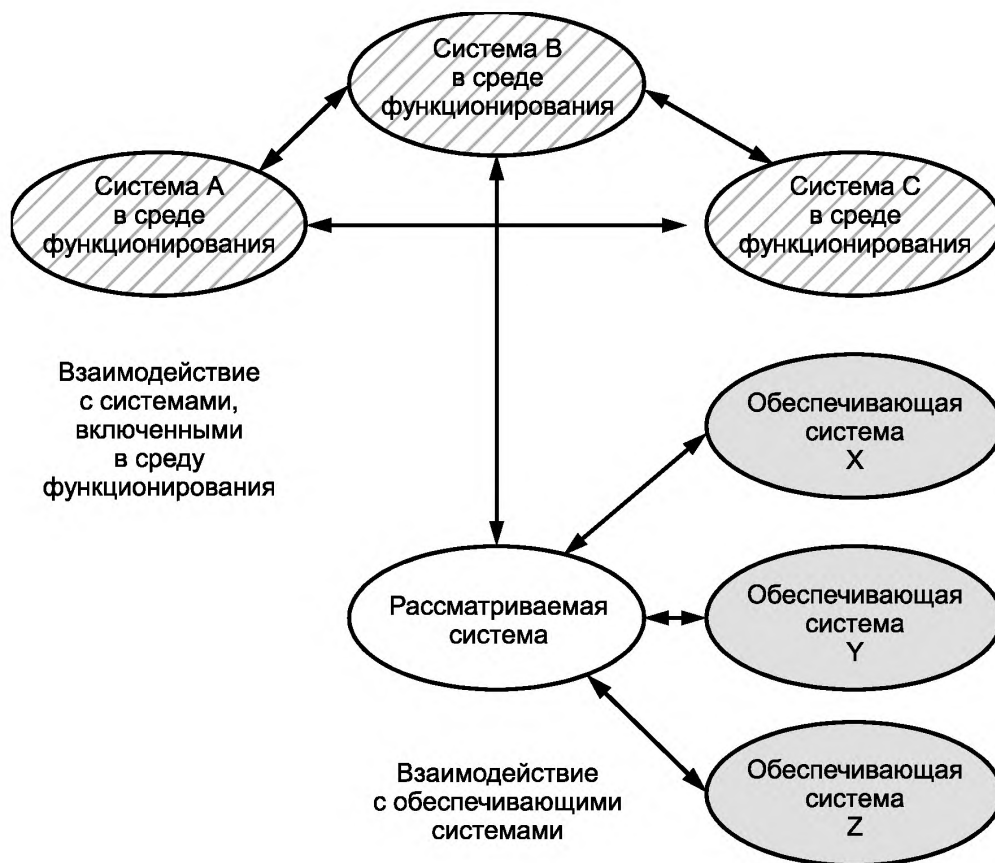 Система B
в среде
функционирования
Система A
в среде
функционирования
Система C
в среде
функционирования
Взаимодействие
с системами,
включенными
в среду
функционирования
Обеспечивающая
система
X
Рассматриваемая
система
Обеспечивающая
система
Y
Взаимодействие
с обеспечивающими
системами
Обеспечивающая
система
Z